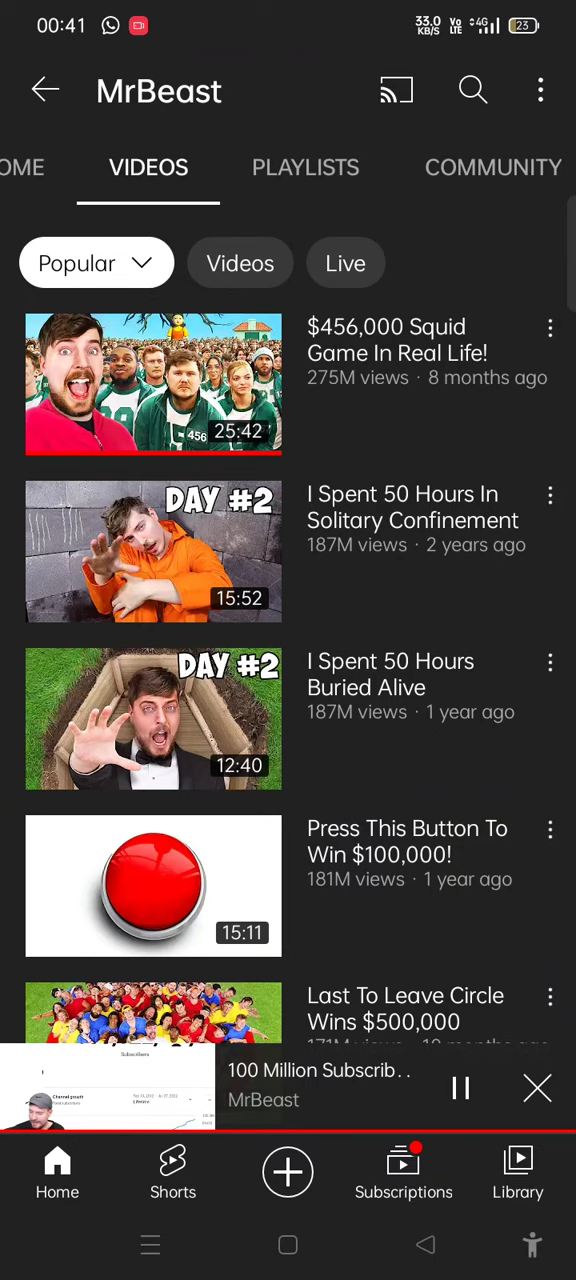 00:41
33.0 KB/S Vo LTE 4G 23
MrBeast
OME VIDEOS PLAYLISTS COMMUNITY
Popular Videos Live
$456,000 Squid
Game In Real Life!
275M views · 8 months ago
456
25:42
DAY #2
I Spent 50 Hours In
Solitary Confinement
187M views · 2 years ago
15:52
DAY #2
I Spent 50 Hours
Buried Alive
187M views · 1 year ago
12:40
Press This Button To
Win $100,000!
181M views · 1 year ago
15:11
Last To Leave Circle
Wins $500,000
Subscribers
Channel growth
100 Million Subscrib..
MrBeast
Home Shorts Subscriptions Library